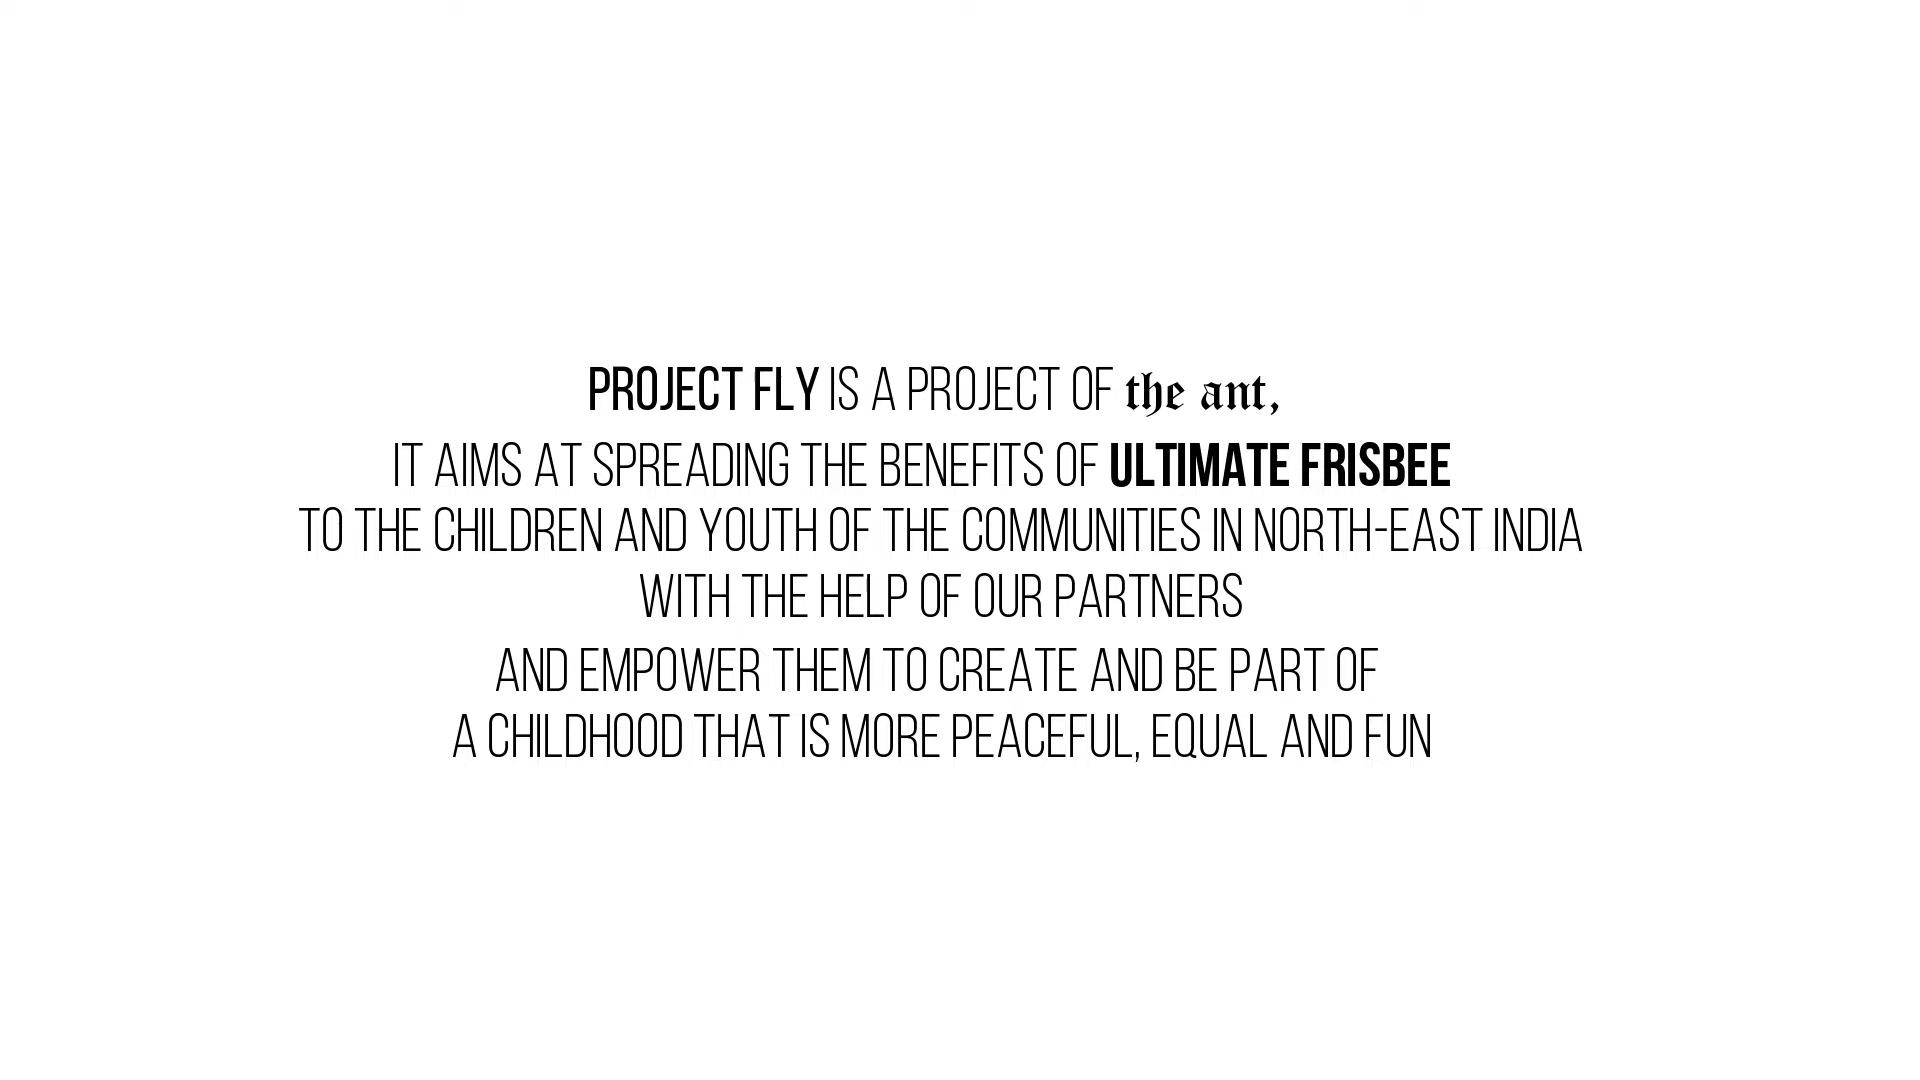 PROJECT FLY IS A PROJECT OF the ant,
IT AIMS AT SPREADING THE BENEFITS OF ULTIMATE FRISBEE
TO THE CHILDREN AND YOUTH OF THE COMMUNITIES IN NORTH-EAST INDIA
WITH THE HELP OF OUR PARTNERS
AND EMPOWER THEM TO CREATE AND BE PART OF
A CHILDHOOD THAT IS MORE PEACEFUL, EQUAL AND FUN